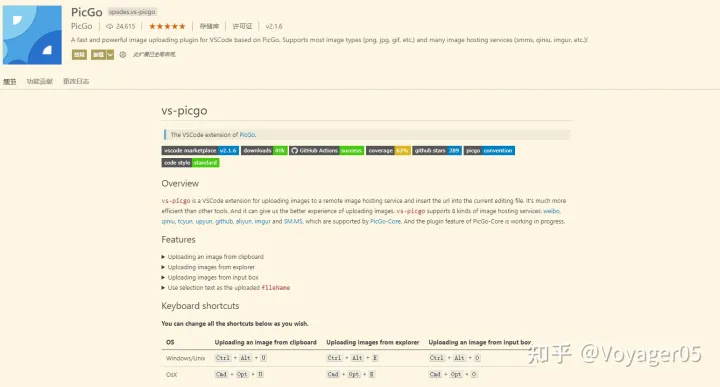 PicGo spades.vs-picgo
PicGo 24,615 ★★★★★ 存储库 许可证 v2.1.6
A fast and powerful image uploading plugin for VSCode based on PicGo. Supports most image types (png, jpg, gif, etc.) and many image hosting services (smms, qiniu, imgur, etc.)!
禁用 卸载 此扩展已全局启用。
细节 功能贡献 更改日志
vs-picgo
The VSCode extension of PicGo.
vscode marketplace v2.1.6 downloads 41k GitHub Actions success coverage 62% github stars 289 picgo convention
code style standard
Overview
vs-picgo is a VSCode extension for uploading images to a remote image hosting service and insert the url into the current editing file. It's much more
efficient than other tools. And it can give us the better experience of uploading images. vs-picgo supports 8 kinds of image hosting services: weibo,
qiniu, tcyun, upyun, github, aliyun, imgur and SM.MS, which are supported by PicGo-Core. And the plugin feature of PicGo-Core is working in progress.
Features
▶ Uploading an image from clipboard
▶ Uploading images from explorer
▶ Uploading images from input box
▶ Use selection text as the uploaded fileName
Keyboard shortcuts
You can change all the shortcuts below as you wish.
OS Uploading an image from clipboard Uploading images from explorer Uploading an image from input box
Windows/Unix Ctrl + Alt + U Ctrl + Alt + E Ctrl + Alt + O
OsX Cmd + Opt + U Cmd + Opt + E Cmd + Opt + O
知乎 @Voyager05